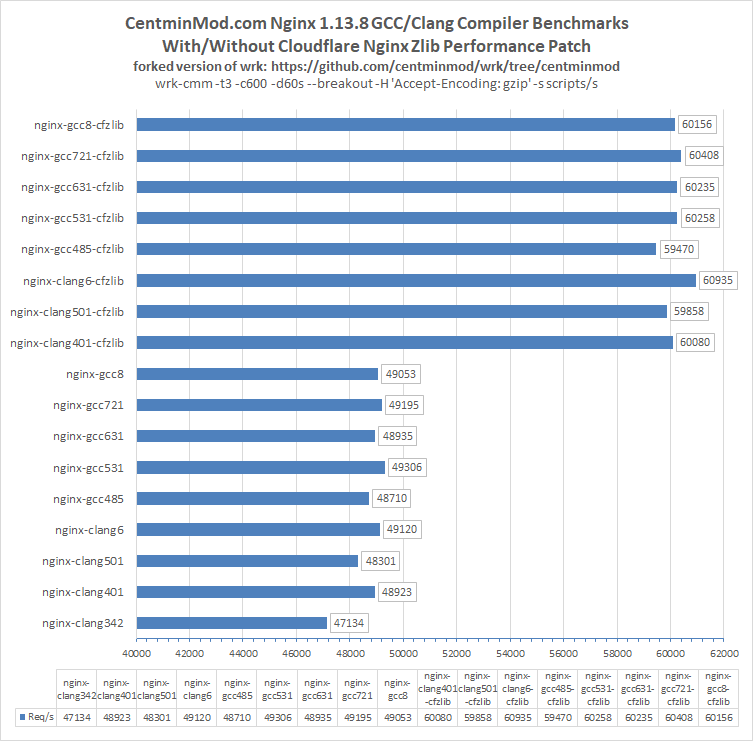 CentminMod.com Nginx 1.13.8 GCC/Clang Compiler Benchmarks
With/Without Cloudflare Nginx Zlib Performance Patch
forked version of wrk: https://github.com/centminmod/wrk/tree/centminmod
wrk-cmm -t3 -c600 -d60s --breakout -H 'Accept-Encoding: gzip' -s scripts/s
nginx-gcc8-cfzlib 60156
nginx-gcc721-cfzlib 60408
nginx-gcc631-cfzlib 60235
nginx-gcc531-cfzlib 60258
nginx-gcc485-cfzlib 59470
nginx-clang6-cfzlib 60935
nginx-clang501-cfzlib 59858
nginx-clang401-cfzlib 60080
nginx-gcc8 49053
nginx-gcc721 49195
nginx-gcc631 48935
nginx-gcc531 49306
nginx-gcc485 48710
nginx-clang6 49120
nginx-clang501 48301
nginx-clang401 48923
nginx-clang342 47134
40000 42000 44000 46000 48000 50000 52000 54000 56000 58000 60000 62000
nginx-clang342 nginx-clang401 nginx-clang501 nginx-clang6 nginx-gcc485 nginx-gcc531 nginx-gcc631 nginx-gcc721 nginx-gcc8 nginx-clang401-cfzlib nginx-clang501-cfzlib nginx-clang6-cfzlib nginx-gcc485-cfzlib nginx-gcc531-cfzlib nginx-gcc631-cfzlib nginx-gcc721-cfzlib nginx-gcc8-cfzlib
Req/s 47134 48923 48301 49120 48710 49306 48935 49195 49053 60080 59858 60935 59470 60258 60235 60408 60156